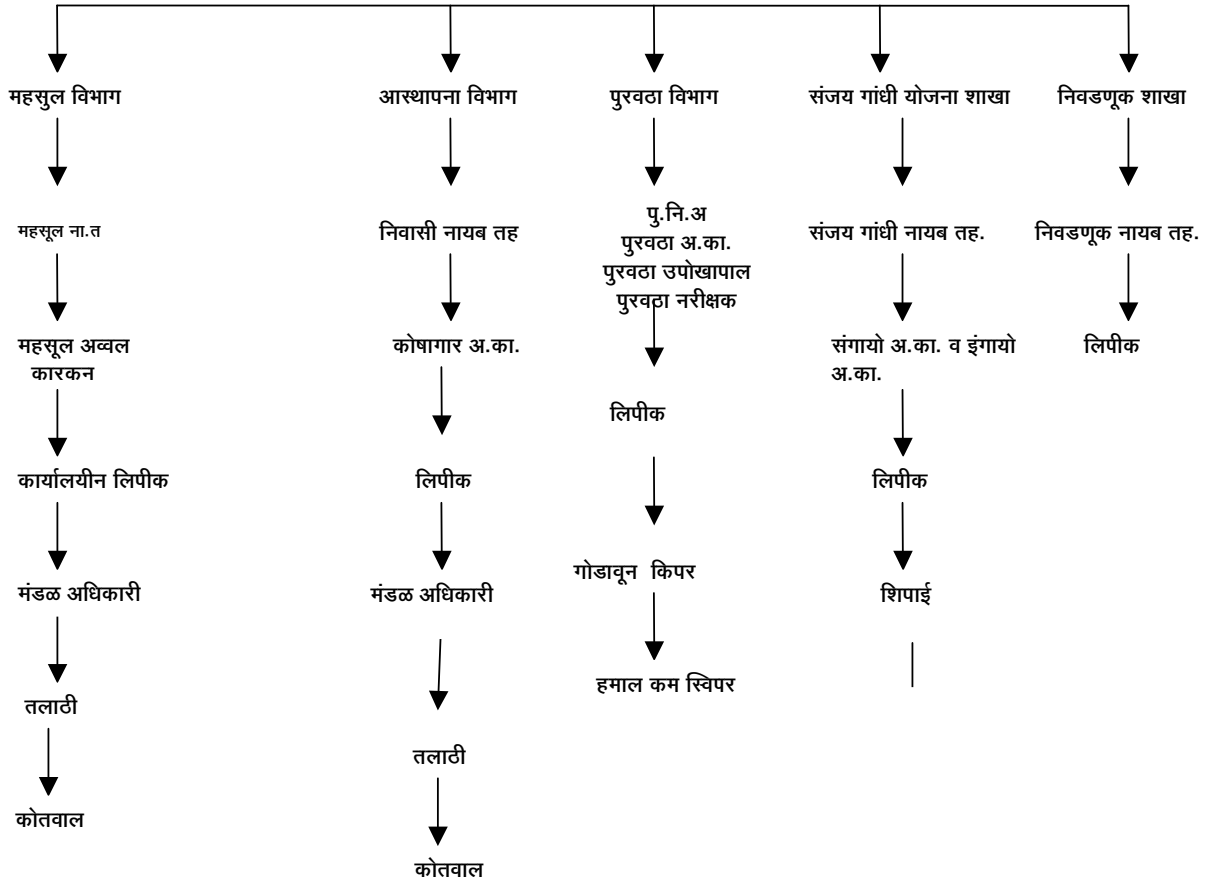 महसुल विभाग
महसूल ना.त
महसूल अव्वल
कारकन
कार्यालयीन लिपीक
मंडळ अधिकारी
तलाठी
कोतवाल
आस्थापना विभाग
निवासी नायब तह
कोषागार अ.का.
लिपीक
मंडळ अधिकारी
तलाठी
कोतवाल
पुरवठा विभाग
पु.नि.अ
पुरवठा अ.का.
पुरवठा उपोखापाल
पुरवठा नरीक्षक
लिपीक
गोडावून किपर
हमाल कम स्विपर
संजय गांधी योजना शाखा
संजय गांधी नायब तह.
संगायो अ.का. व इंगायो
अ.का.
लिपीक
शिपाई
निवडणूक शाखा
निवडणूक नायब तह.
लिपीक